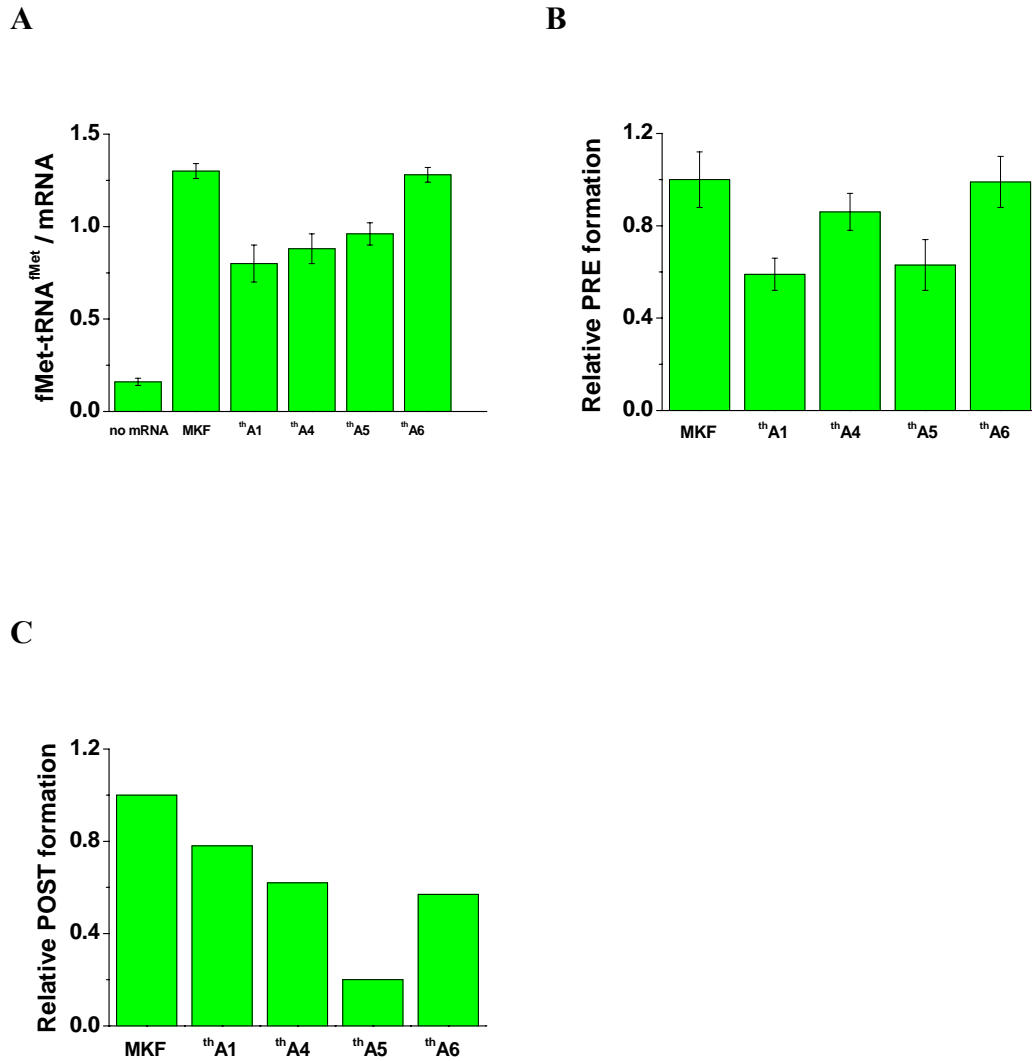 A
B
fMet-tRNA^fMet / mRNA
1.5
1.0
0.5
0.0
no mRNA MKF thA1 thA4 thA5 thA6
Relative PRE formation
1.2
0.8
0.4
0.0
MKF thA1 thA4 thA5 thA6
C
Relative POST formation
1.2
0.8
0.4
0.0
MKF thA1 thA4 thA5 thA6